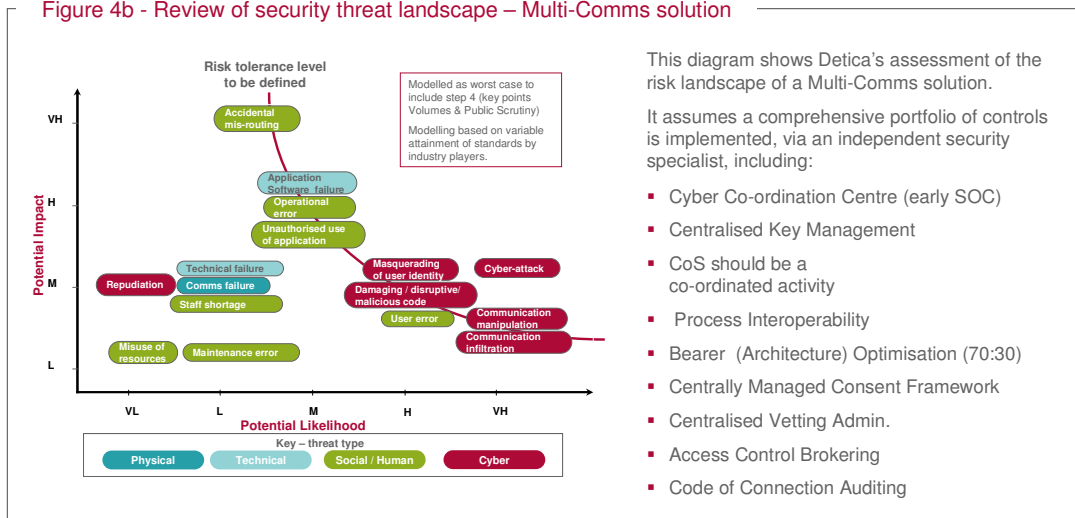 Figure 4b - Review of security threat landscape – Multi-Comms solution
Risk tolerance level
to be defined
Modelled as worst case to
include step 4 (key points
Volumes & Public Scrutiny)
Modelling based on variable
attainment of standards by
industry players.
Potential Impact
VH
H
M
L
Accidental
mis-routing
Application
Software failure
Operational
error
Unauthorised use
of application
Technical failure
Repudiation
Comms failure
Staff shortage
Masquerading
of user identity
Cyber-attack
Damaging / disruptive/
malicious code
User error
Communication
manipulation
Communication
infiltration
Misuse of
resources
Maintenance error
VL
L
M
H
VH
Potential Likelihood
Key – threat type
Physical
Technical
Social / Human
Cyber
This diagram shows Detica's assessment of the
risk landscape of a Multi-Comms solution.
It assumes a comprehensive portfolio of controls
is implemented, via an independent security
specialist, including:
▪ Cyber Co-ordination Centre (early SOC)
▪ Centralised Key Management
▪ CoS should be a
co-ordinated activity
▪ Process Interoperability
▪ Bearer (Architecture) Optimisation (70:30)
▪ Centrally Managed Consent Framework
▪ Centralised Vetting Admin.
▪ Access Control Brokering
▪ Code of Connection Auditing